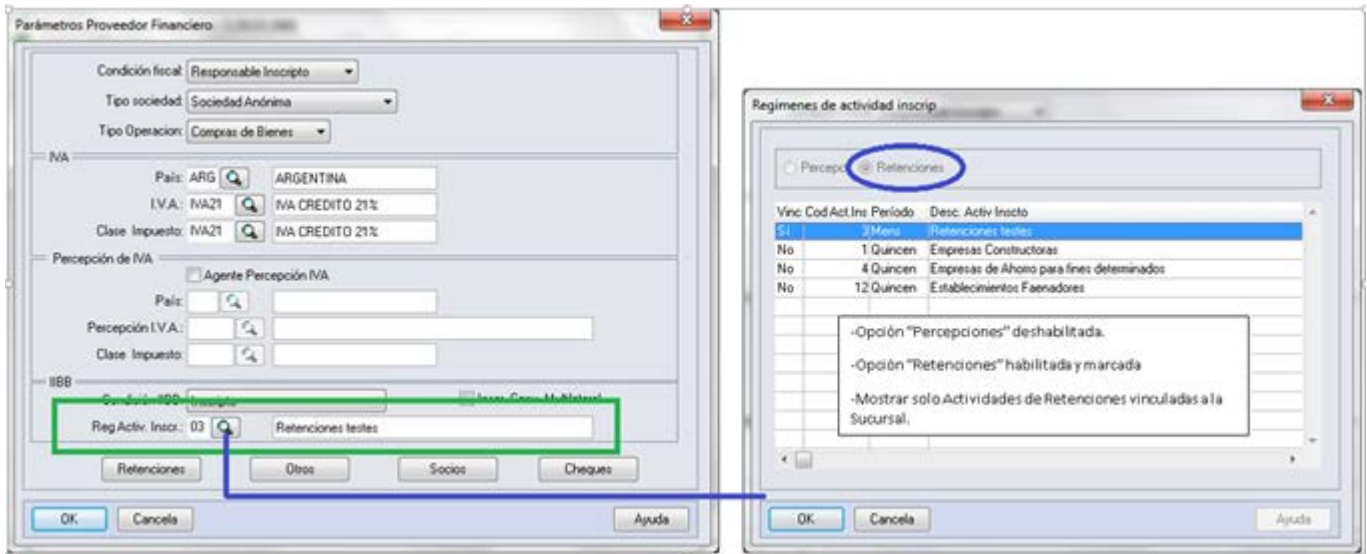 Parámetros Proveedor Financiero
Condición fiscal: Responsable Inscripto
Tipo sociedad: Sociedad Anónima
Tipo Operacion: Compras de Bienes
IVA
País: ARG ARGENTINA
I.V.A.: IVA21 IVA CREDITO 21%
Clase Impuesto: IVA21 IVA CREDITO 21%
Percepción de IVA
Agente Percepción IVA
País:
Percepción I.V.A.:
Clase Impuesto:
IIBB
Reg Activ. Inscr.: 03 Retenciones testes
Retenciones Otros Socios Cheques
OK Cancela Ayuda
Regimenes de actividad inscrip
Retenciones
Vinc Cod Act.Ins Período Desc. Activ Inscto
Sí 3 Mens Retenciones testes
No 1 Quincen Empresas Constructoras
No 4 Quincen Empresas de Ahorro para fines determinados
No 12 Quincen Establecimientos Faenadores
-Opción "Percepciones" deshabilitada.
-Opción "Retenciones" habilitada y marcada
-Mostrar solo Actividades de Retenciones vinculadas a la
Sucursal.
OK Cancela Ayuda